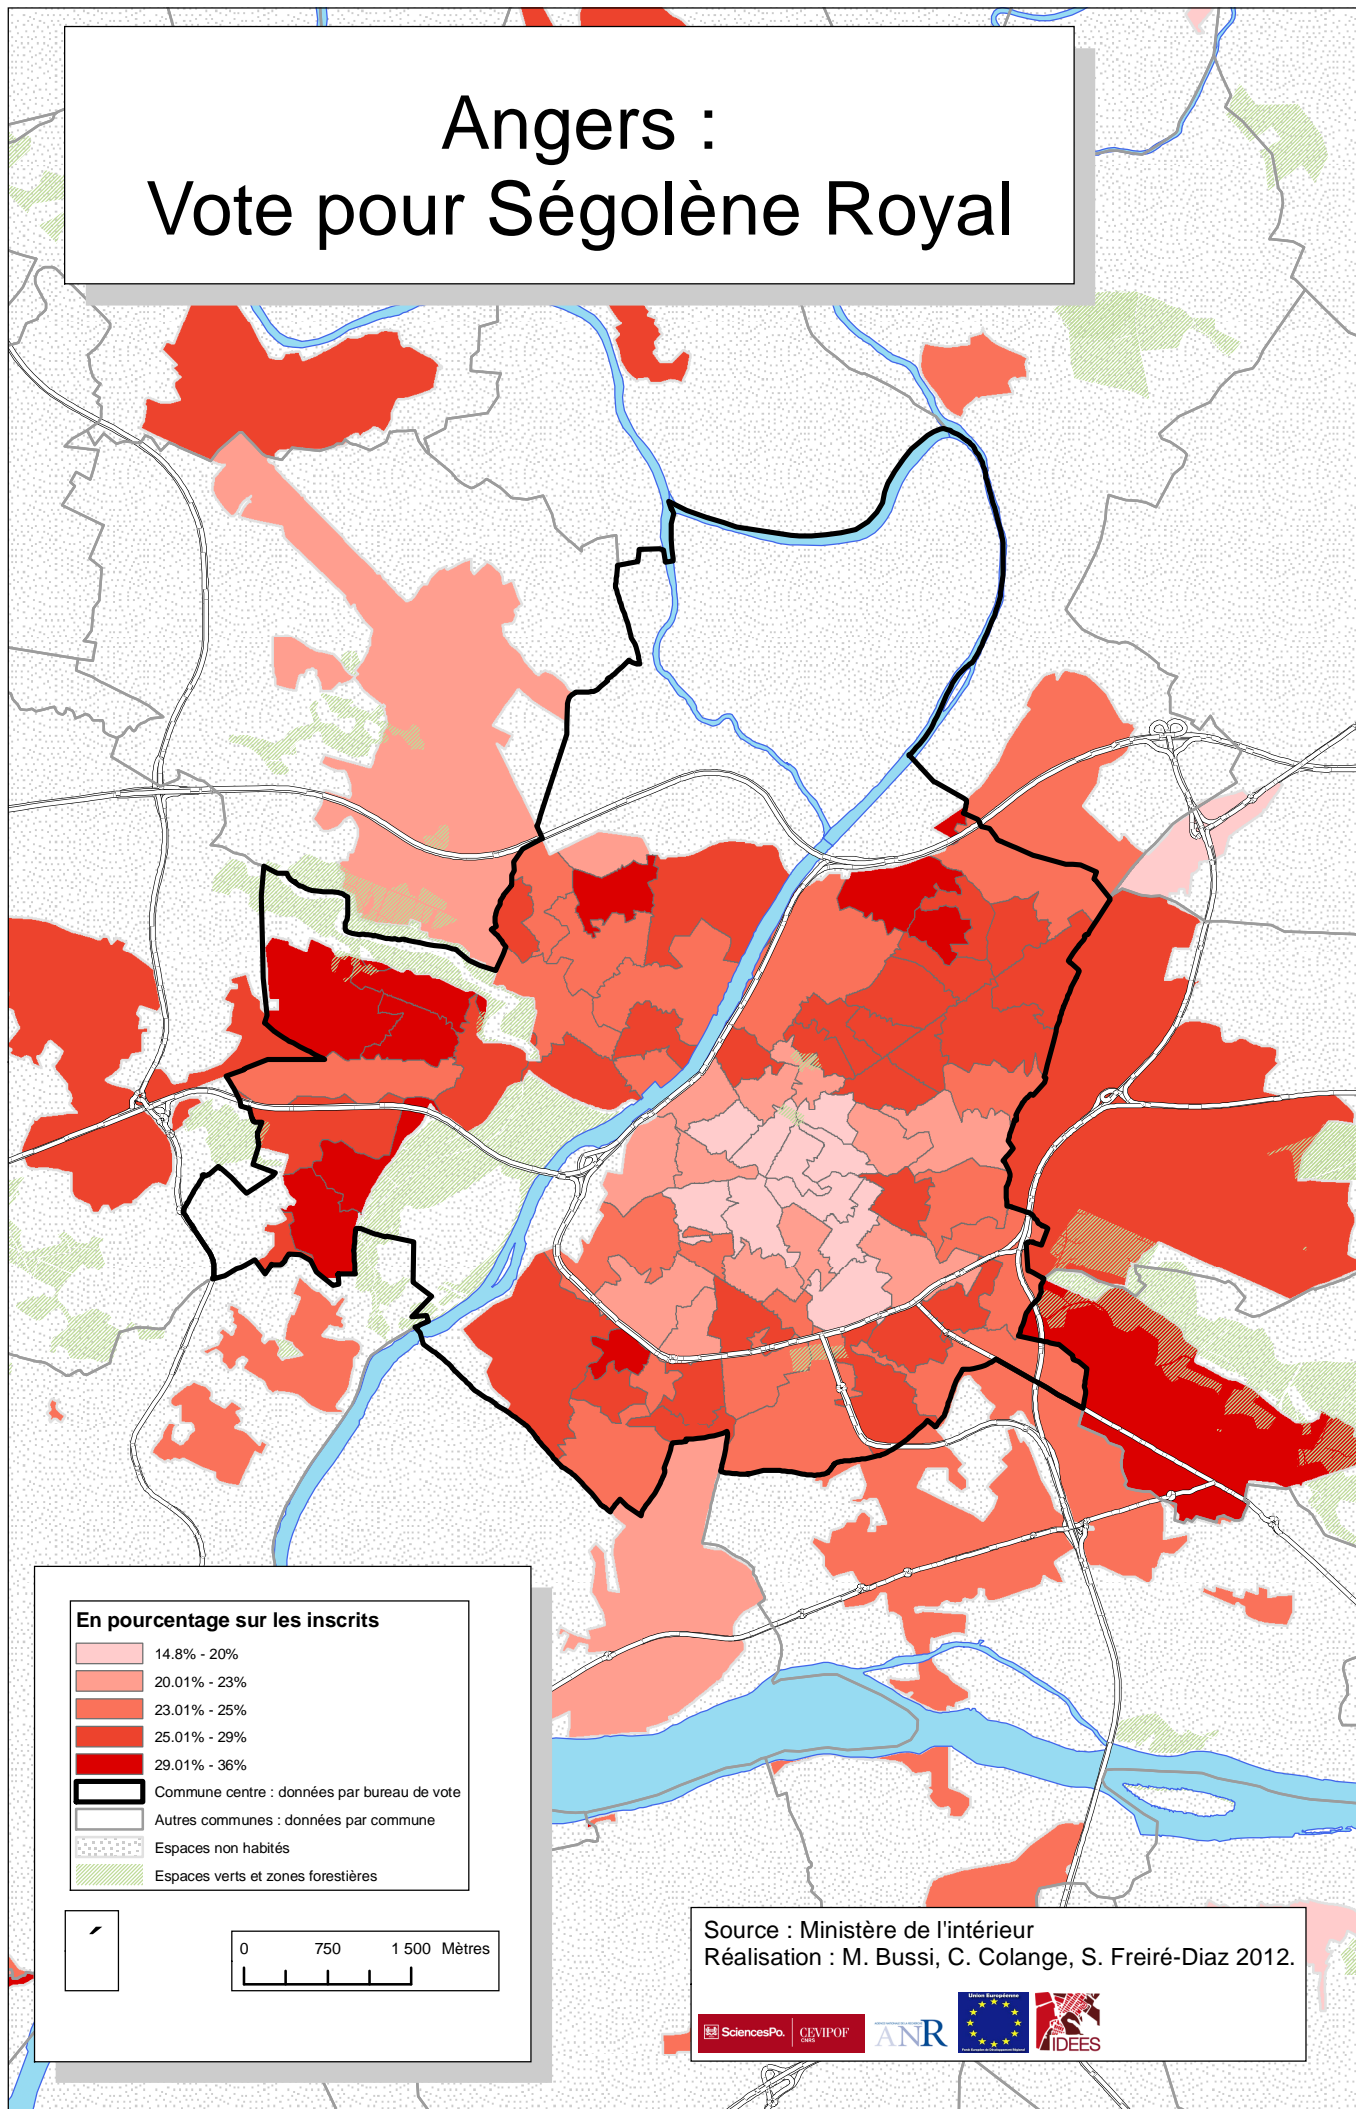 Angers :
Vote pour Ségolène Royal
En pourcentage sur les inscrits
14.8% - 20%
20.01% - 23%
23.01% - 25%
25.01% - 29%
29.01% - 36%
Commune centre : données par bureau de vote
Autres communes : données par commune
Espaces non habités
Espaces verts et zones forestières
0 750 1 500 Mètres
Source : Ministère de l'intérieur
Réalisation : M. Bussi, C. Colange, S. Freiré-Diaz 2012.
SciencesPo.
CEVIPOF
CNRS
ANR
Union Européenne
IDEES